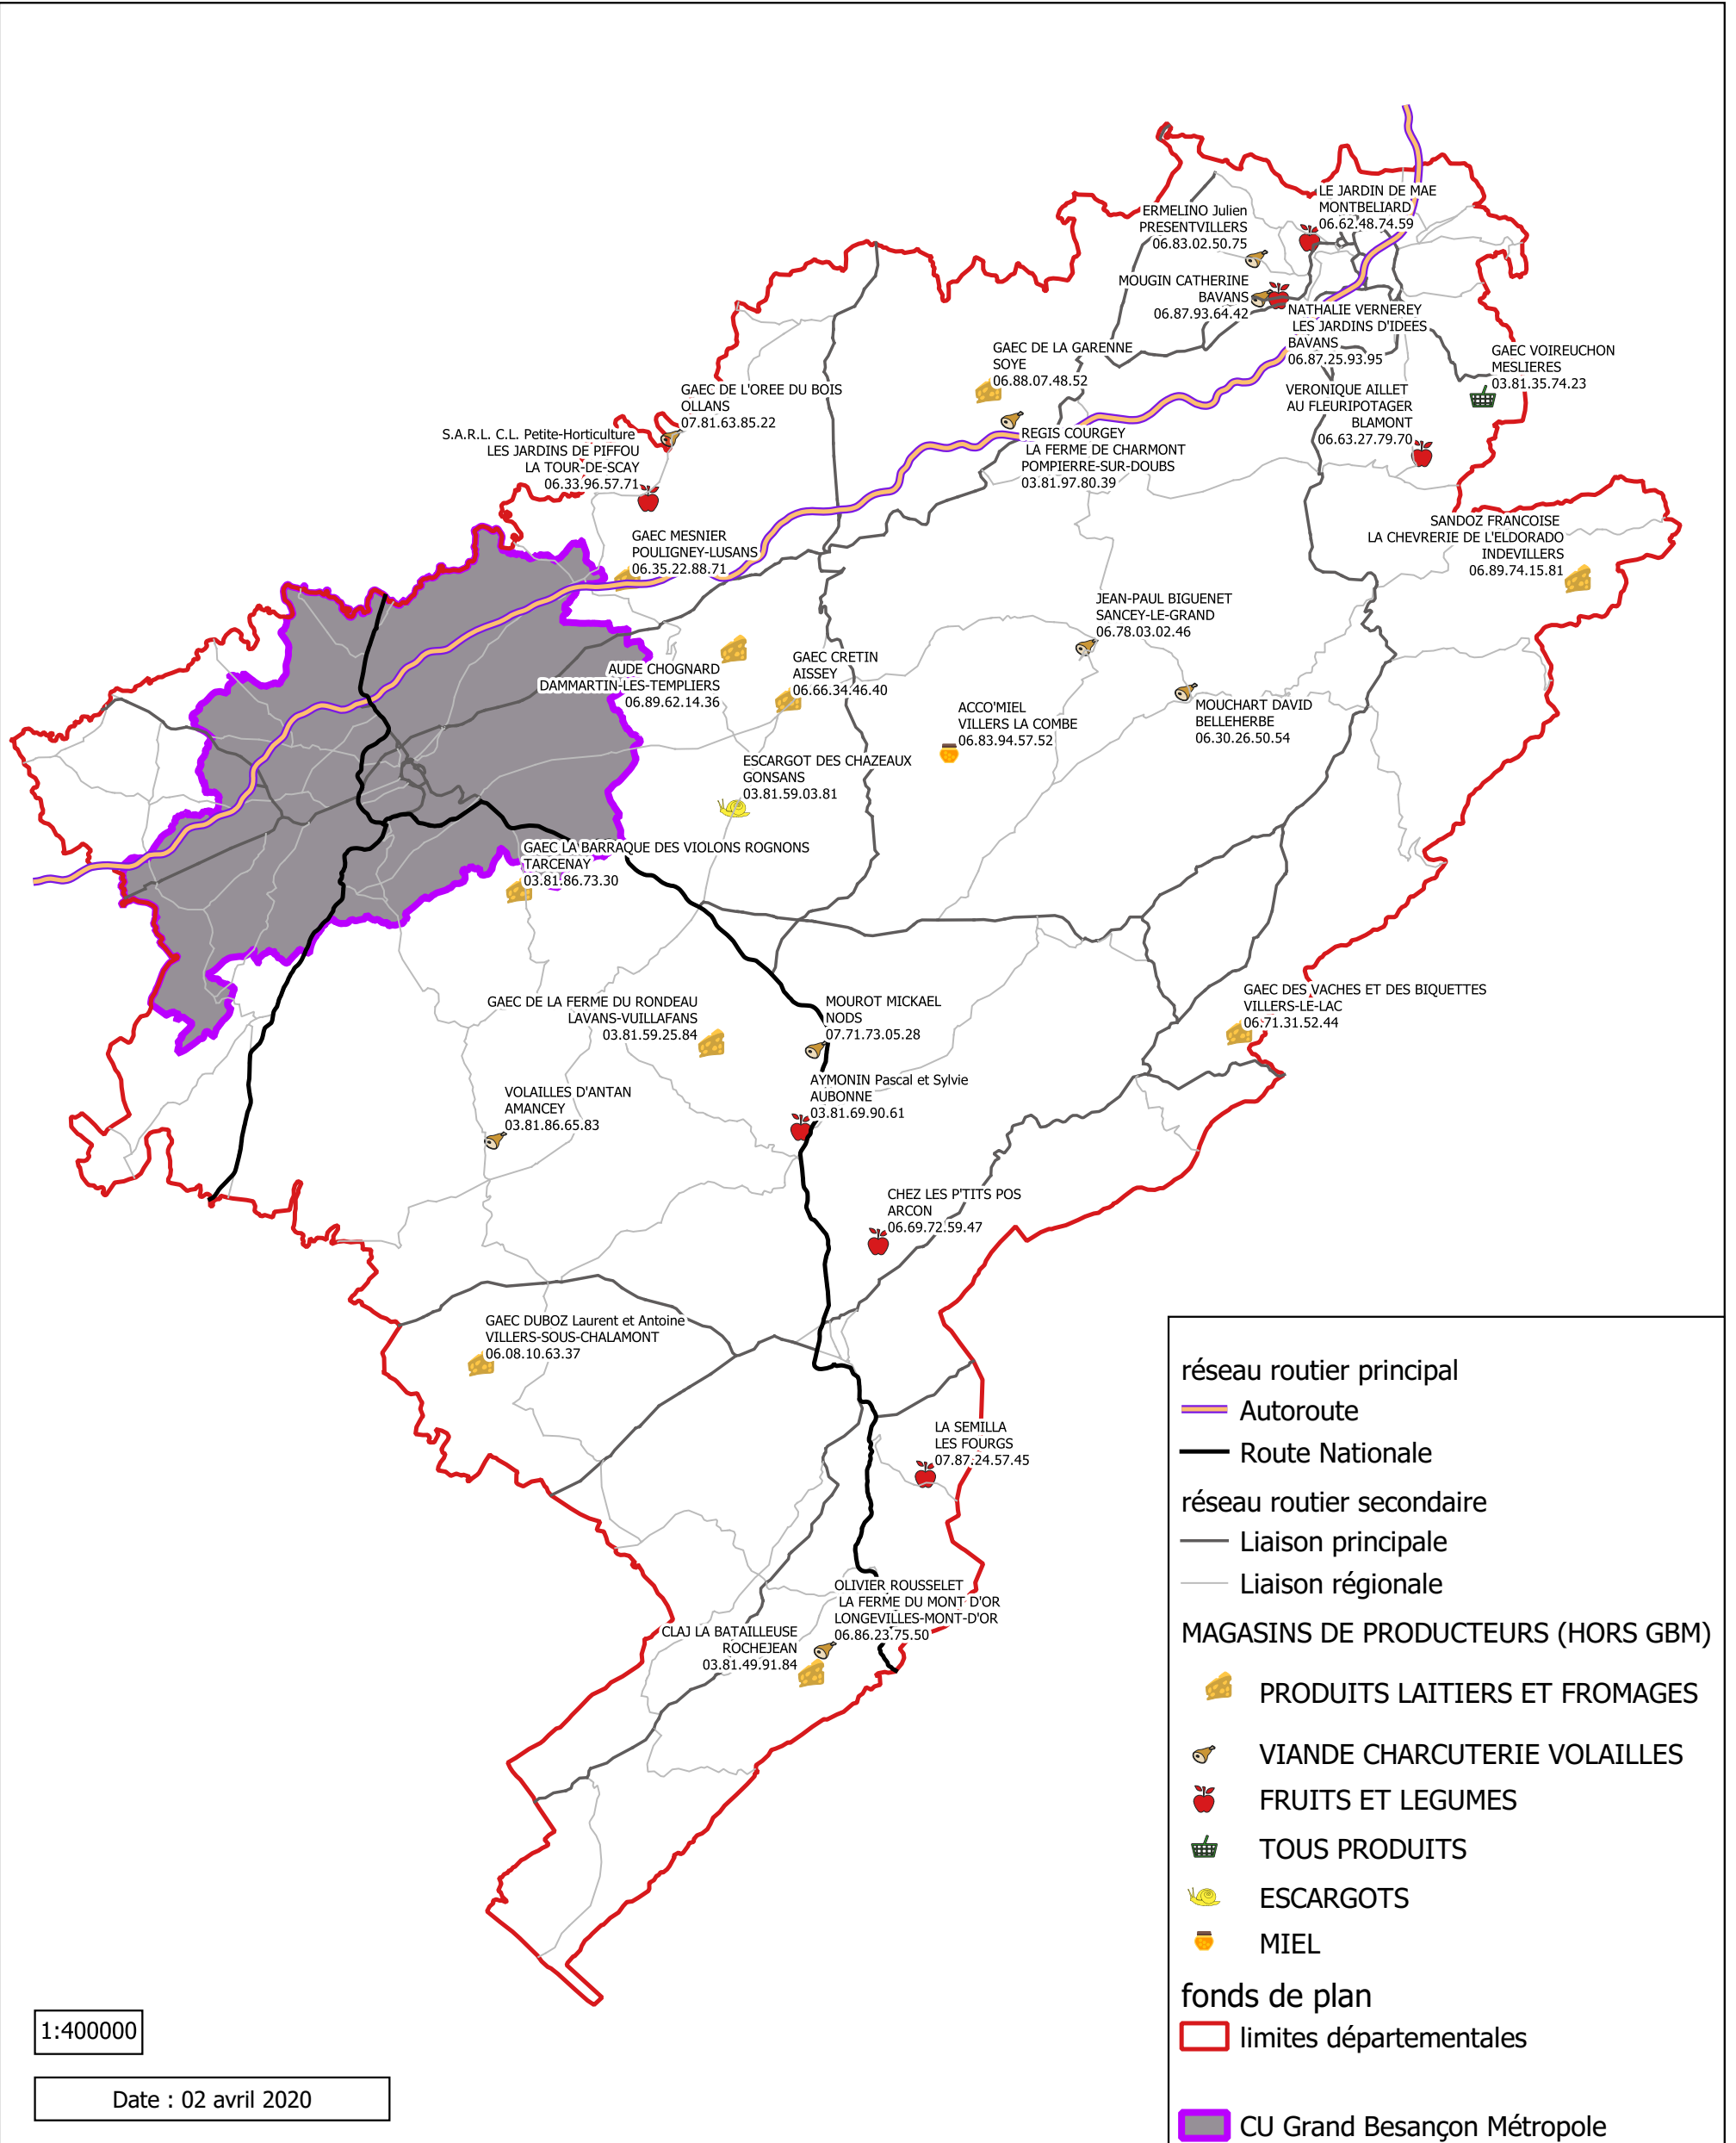 LE JARDIN DE MAE
MONTBELIARD
06.62.48.74.59
ERMELINO Julien
PRESENTVILLERS
06.83.02.50.75
MOUGIN CATHERINE
BAVANS
06.87.93.64.42
NATHALIE VERNEREY
LES JARDINS D'IDEES
BAVANS
06.87.25.93.95
GAEC DE LA GARENNE
SOYE
06.88.07.48.52
GAEC VOIREUCHON
MESLIERES
03.81.35.74.23
VERONIQUE AILLET
AU FLEURIPOTAGER
BLAMONT
06.63.27.79.70
GAEC DE L'OREE DU BOIS
OLLANS
07.81.63.85.22
S.A.R.L. C.L. Petite-Horticulture
LES JARDINS DE PIFFOU
LA TOUR-DE-SCAY
06.33.96.57.71
REGIS COURGEY
LA FERME DE CHARMONT
POMPIERRE-SUR-DOUBS
03.81.97.80.39
SANDOZ FRANCOISE
LA CHEVRERIE DE L'ELDORADO
INDEVILLERS
06.89.74.15.81
GAEC MESNIER
POULIGNEY-LUSANS
06.35.22.88.71
JEAN-PAUL BIGUENET
SANCEY-LE-GRAND
06.78.03.02.46
AUDE CHOGNARD
DAMMARTIN-LES-TEMPLIERS
06.89.62.14.36
GAEC CRETIN
AISSEY
06.66.34.46.40
ACCO'MIEL
VILLERS LA COMBE
06.83.94.57.52
MOUCHART DAVID
BELLEHERBE
06.30.26.50.54
ESCARGOT DES CHAZEAUX
GONSANS
03.81.59.03.81
GAEC LA BARRAQUE DES VIOLONS ROGNONS
TARCENAY
03.81.86.73.30
GAEC DE LA FERME DU RONDEAU
LAVANS-VUILLAFANS
03.81.59.25.84
MOUROT MICKAEL
NODS
07.71.73.05.28
GAEC DES VACHES ET DES BIQUETTES
VILLERS-LE-LAC
06.71.31.52.44
AYMONIN Pascal et Sylvie
AUBONNE
03.81.69.90.61
VOLAILLES D'ANTAN
AMANCEY
03.81.86.65.83
CHEZ LES P'TITS POS
ARCON
06.69.72.59.47
GAEC DUBOZ Laurent et Antoine
VILLERS-SOUS-CHALAMONT
06.08.10.63.37
LA SEMILLA
LES FOURGS
07.87.24.57.45
OLIVIER ROUSSELET
LA FERME DU MONT D'OR
LONGEVILLES-MONT-D'OR
06.86.23.75.50
CLAJ LA BATAILLEUSE
ROCHEJEAN
03.81.49.91.84
réseau routier principal
Autoroute
Route Nationale
réseau routier secondaire
Liaison principale
Liaison régionale
MAGASINS DE PRODUCTEURS (HORS GBM)
PRODUITS LAITIERS ET FROMAGES
VIANDE CHARCUTERIE VOLAILLES
FRUITS ET LEGUMES
TOUS PRODUITS
ESCARGOTS
MIEL
fonds de plan
limites départementales
CU Grand Besançon Métropole
1:400000
Date : 02 avril 2020